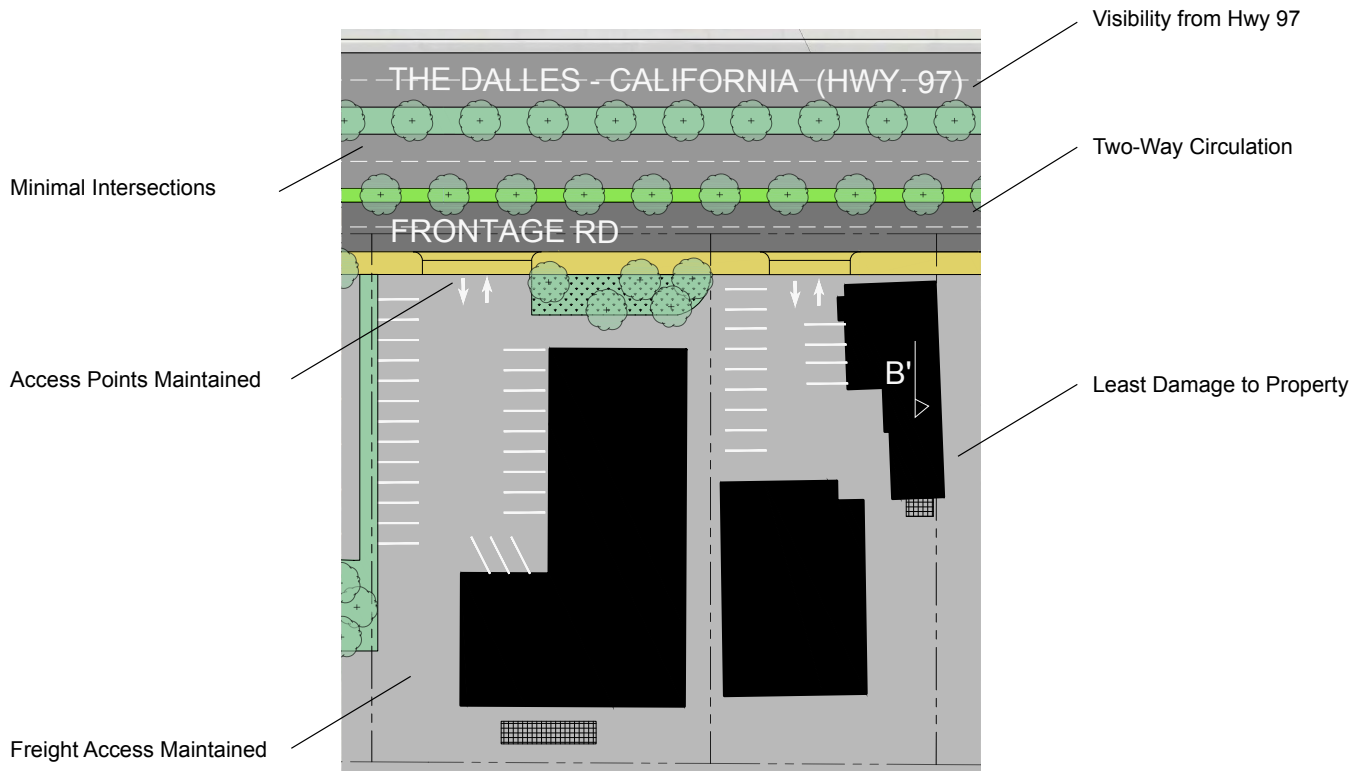 Visibility from Hwy 97
THE DALLES - CALIFORNIA (HWY. 97)
Two-Way Circulation
Minimal Intersections
FRONTAGE RD
Access Points Maintained
B'
Least Damage to Property
Freight Access Maintained